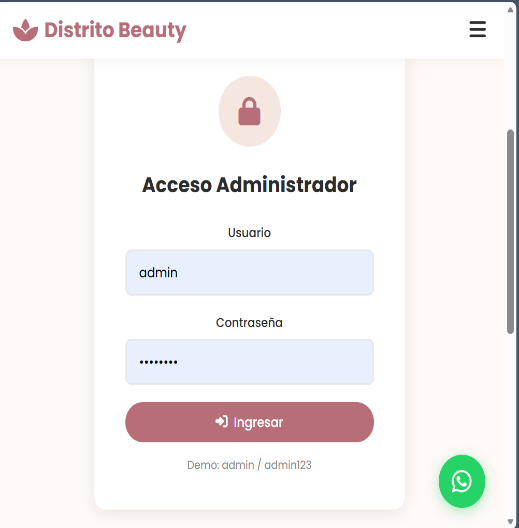 Distrito Beauty
Acceso Administrador
Usuario
admin
Contraseña
••••••••
Ingresar
Demo: admin / admin123